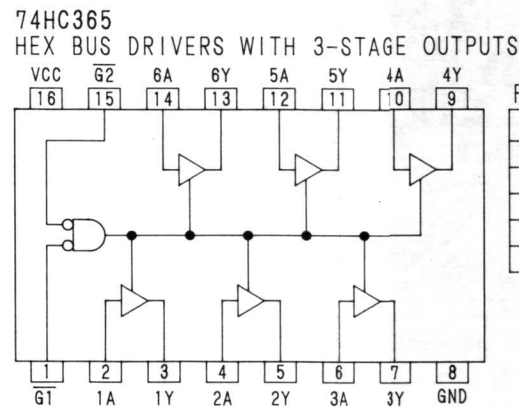 74HC365
HEX BUS DRIVERS WITH 3-STAGE OUTPUTS
VCC G2 6A 6Y 5A 5Y 4A 4Y
16 15 14 13 12 11 10 9
1 2 3 4 5 6 7 8
G1 1A 1Y 2A 2Y 3A 3Y GND